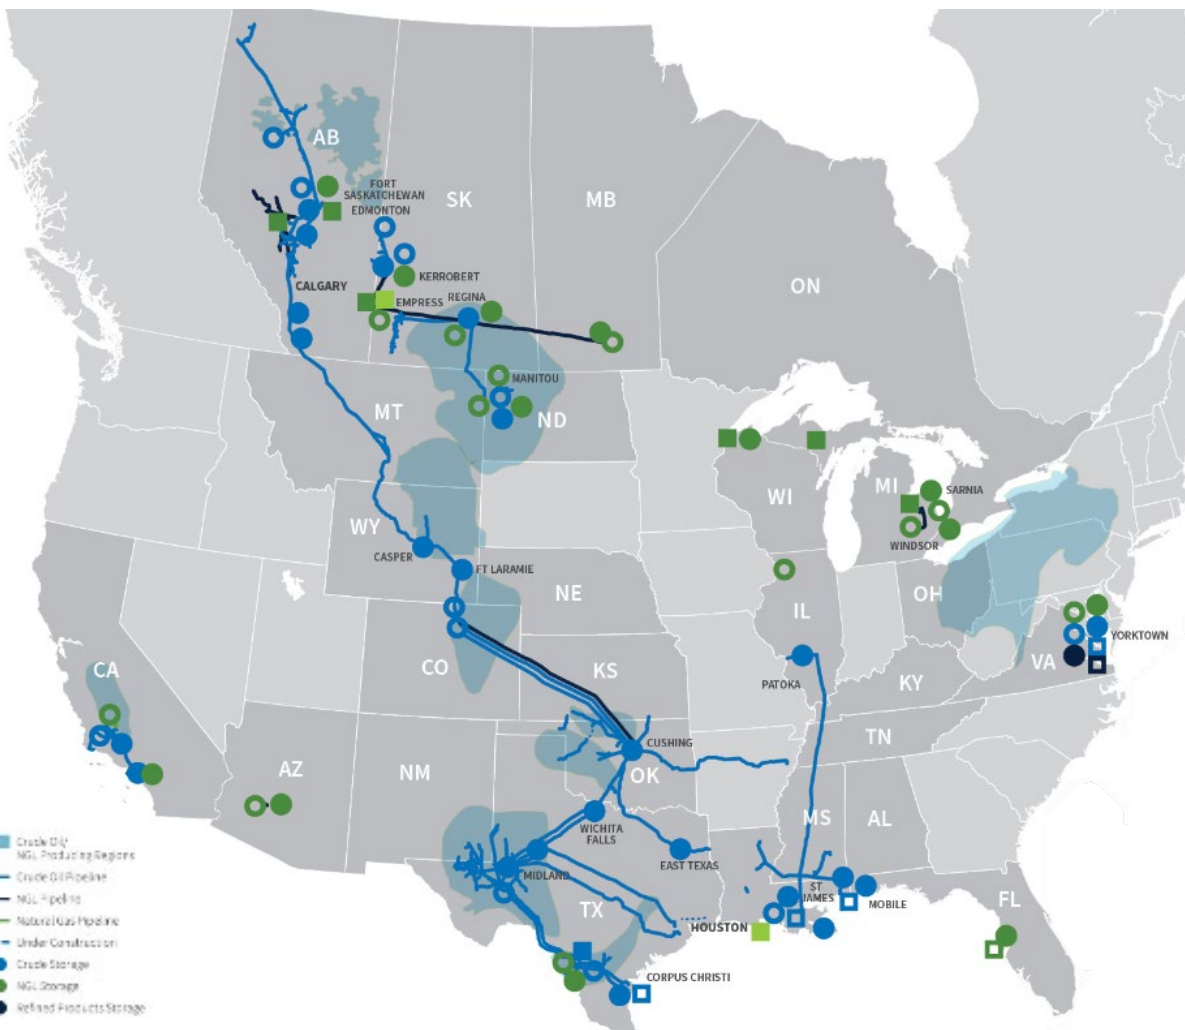 AB
FORT
SASKATCHEWAN
EDMONTON
SK
MB
KERROBERT
CALGARY
EMPRESS
REGINA
ON
MANITOU
MT
ND
WI
MI
SARNIA
WINDSOR
WY
CASPER
FT LARAMIE
NE
IL
OH
YORKTOWN
VA
CO
KS
PATOKA
KY
CA
CUSHING
TN
AZ
NM
OK
MS
AL
WICHITA
FALLS
EAST TEXAS
MIDLAND
ST
JAMES
MOBILE
TX
HOUSTON
FL
CORPUS CHRISTI
Crude Oil/
NGL Producing Regions
Crude Oil Pipeline
NGL Pipeline
Natural Gas Pipeline
Under Construction
Crude Storage
NGL Storage
Refined Products Storage